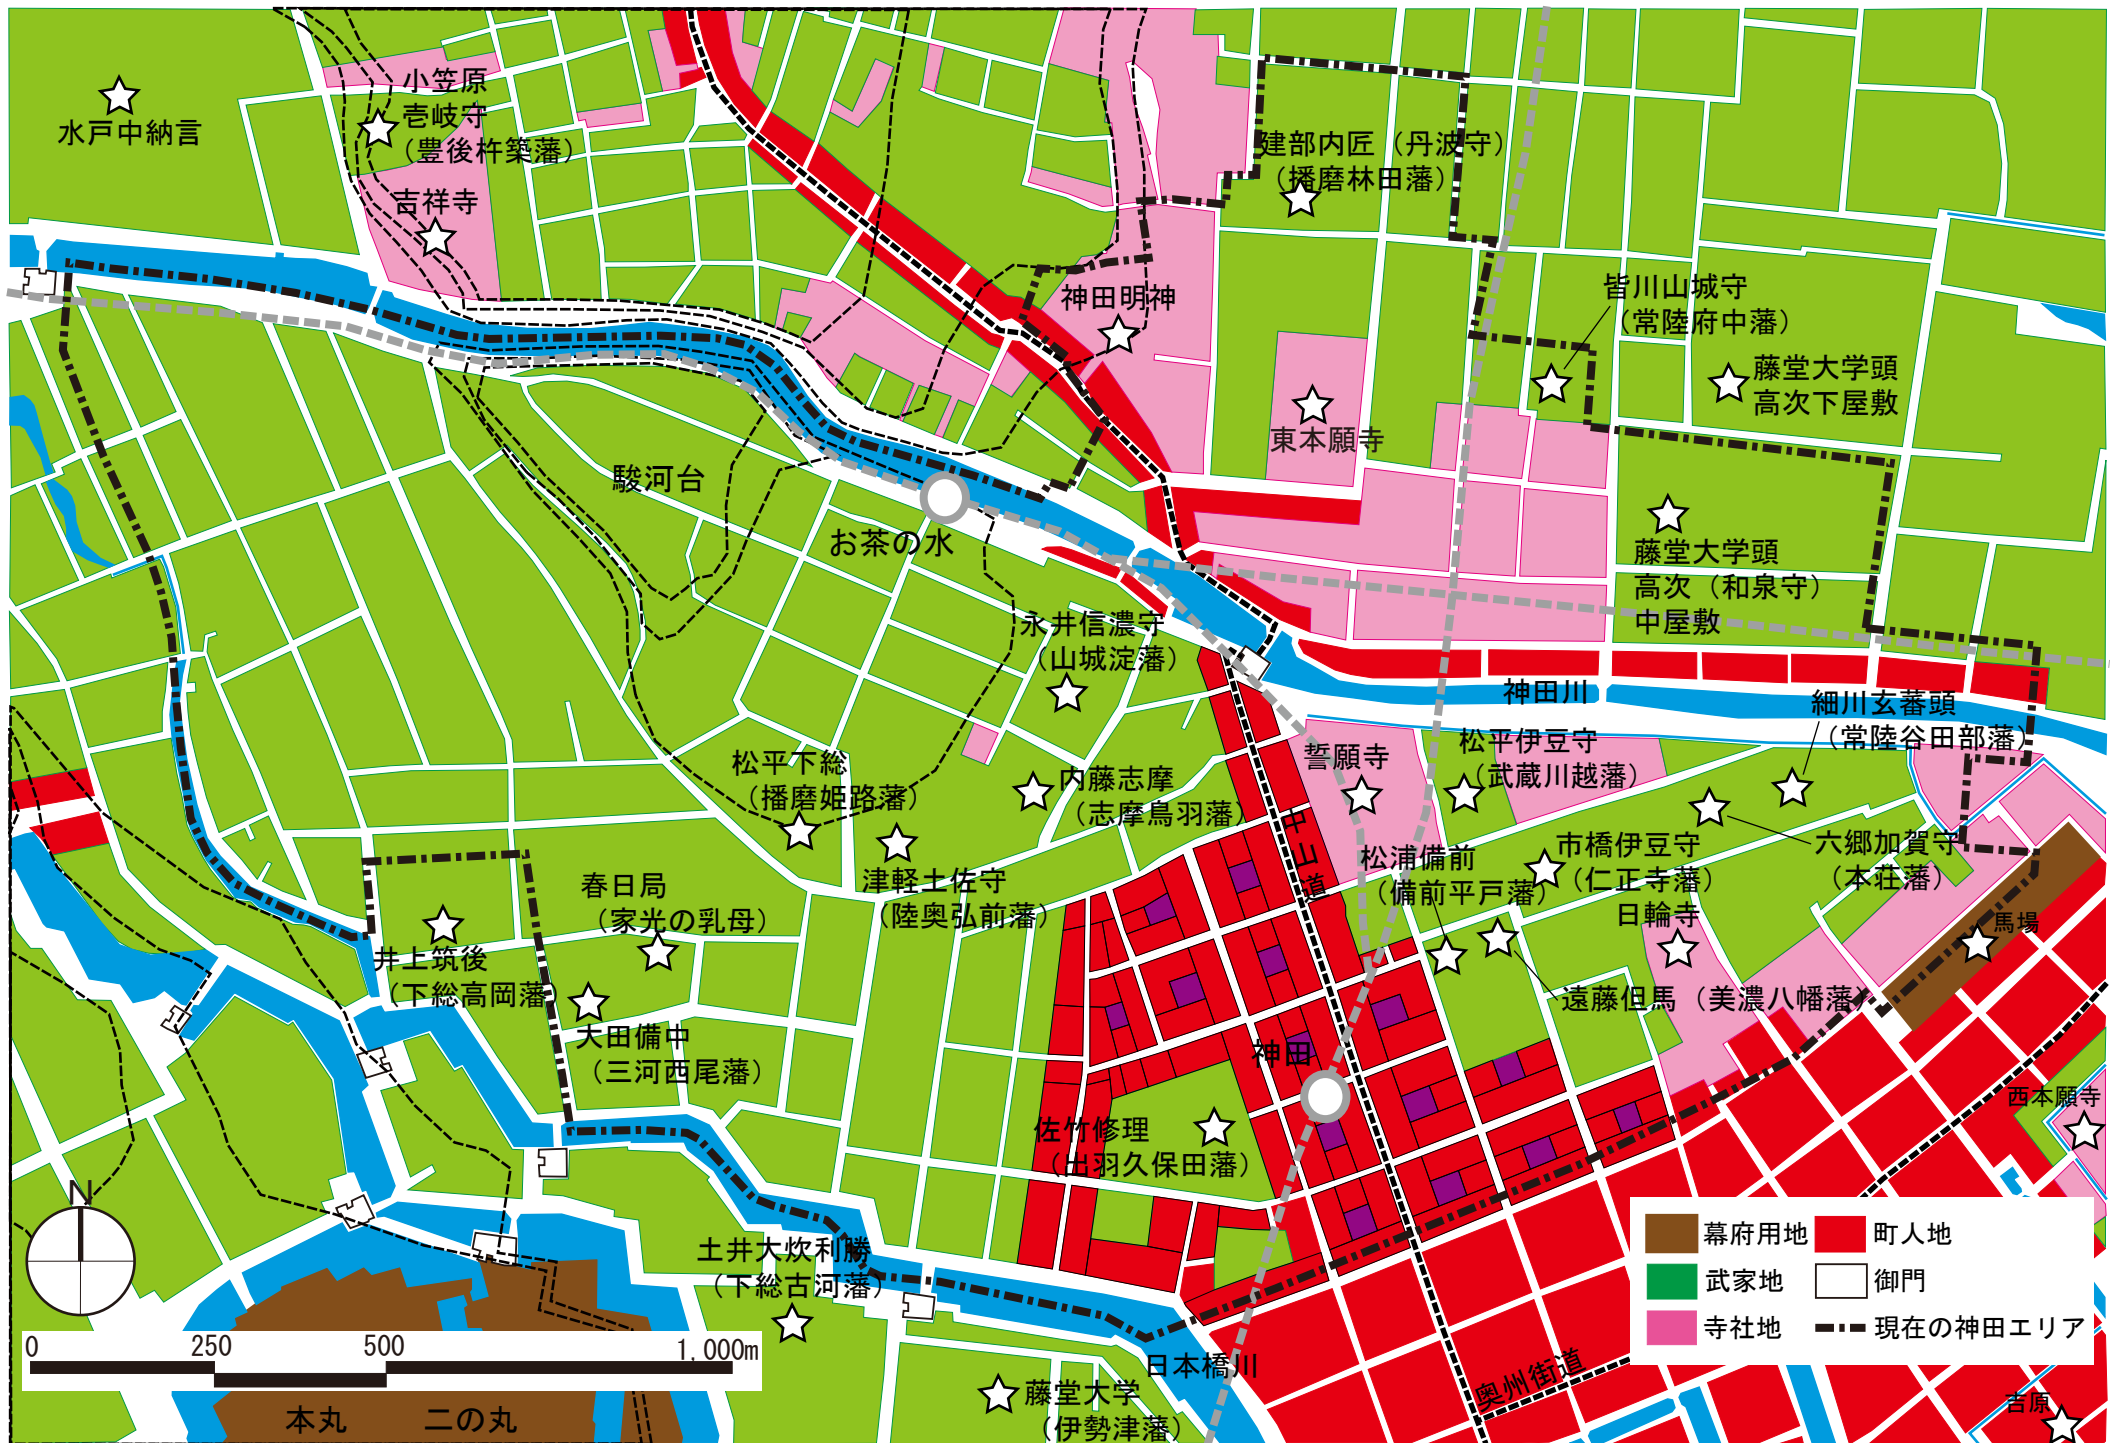 水戸中納言
小笠原
壱岐守
（豊後杵築藩）
吉祥寺
建部内匠（丹波守）
（播磨林田藩）
神田明神
皆川山城守
（常陸府中藩）
藤堂大学頭
高次下屋敷
東本願寺
駿河台
お茶の水
藤堂大学頭
高次（和泉守）
中屋敷
永井信濃守
（山城淀藩）
神田川
細川玄蕃頭
（常陸谷田部藩）
松平下総
（播磨姫路藩）
内藤志摩
（志摩鳥羽藩）
誓願寺
松平伊豆守
（武蔵川越藩）
中山道
津軽土佐守
（陸奥弘前藩）
松浦備前
（備前平戸藩）
市橋伊豆守
（仁正寺藩）
六郷加賀守
（本荘藩）
春日局
（家光の乳母）
日輪寺
馬場
井上筑後
（下総高岡藩）
遠藤但馬（美濃八幡藩）
大田備中
（三河西尾藩）
神田
西本願寺
佐竹修理
（出羽久保田藩）
N
土井大炊利勝
（下総古河藩）
幕府用地
町人地
武家地
御門
寺社地
現在の神田エリア
0 250 500 1,000m
日本橋川
奥州街道
藤堂大学
（伊勢津藩）
本丸
二の丸
吉原